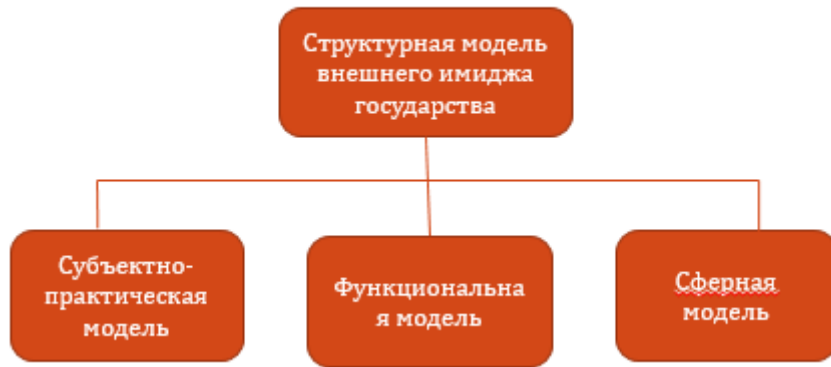 Структурная модель
внешнего имиджа
государства
Субъектно-
практическая
модель
Функциональна
я модель
Сферная
модель